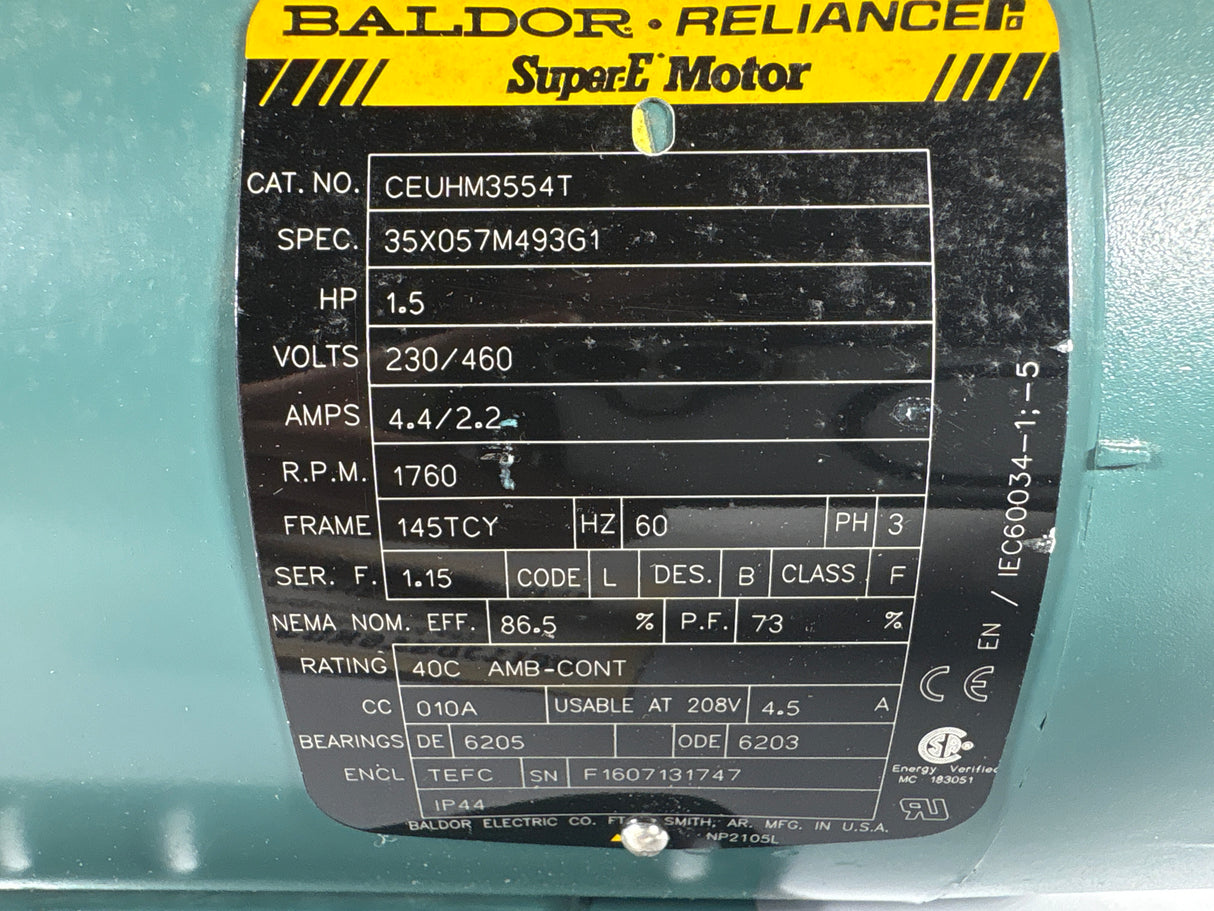 BALDOR · RELIANCE
Super-E Motor
CAT. NO. CEUHM3554T
SPEC. 35X057M493G1
HP 1.5
VOLTS 230/460
AMPS 4.4/2.2
R.P.M. 1760
FRAME 145TCY HZ 60 PH 3
SER. F. 1.15 CODE L DES. B CLASS F
NEMA NOM. EFF. 86.5 % P.F. 73 %
RATING 40C AMB-CONT
CC 010A USABLE AT 208V 4.5 A
BEARINGS DE 6205 ODE 6203
ENCL TEFC SN F1607131747
IP44
BALDOR ELECTRIC CO. SMITH, AR. MFG. IN U.S.A.
NP2105L
EN / IEC60034-1;-5
CE
SA®
Energy Verified
MC 183051
RU